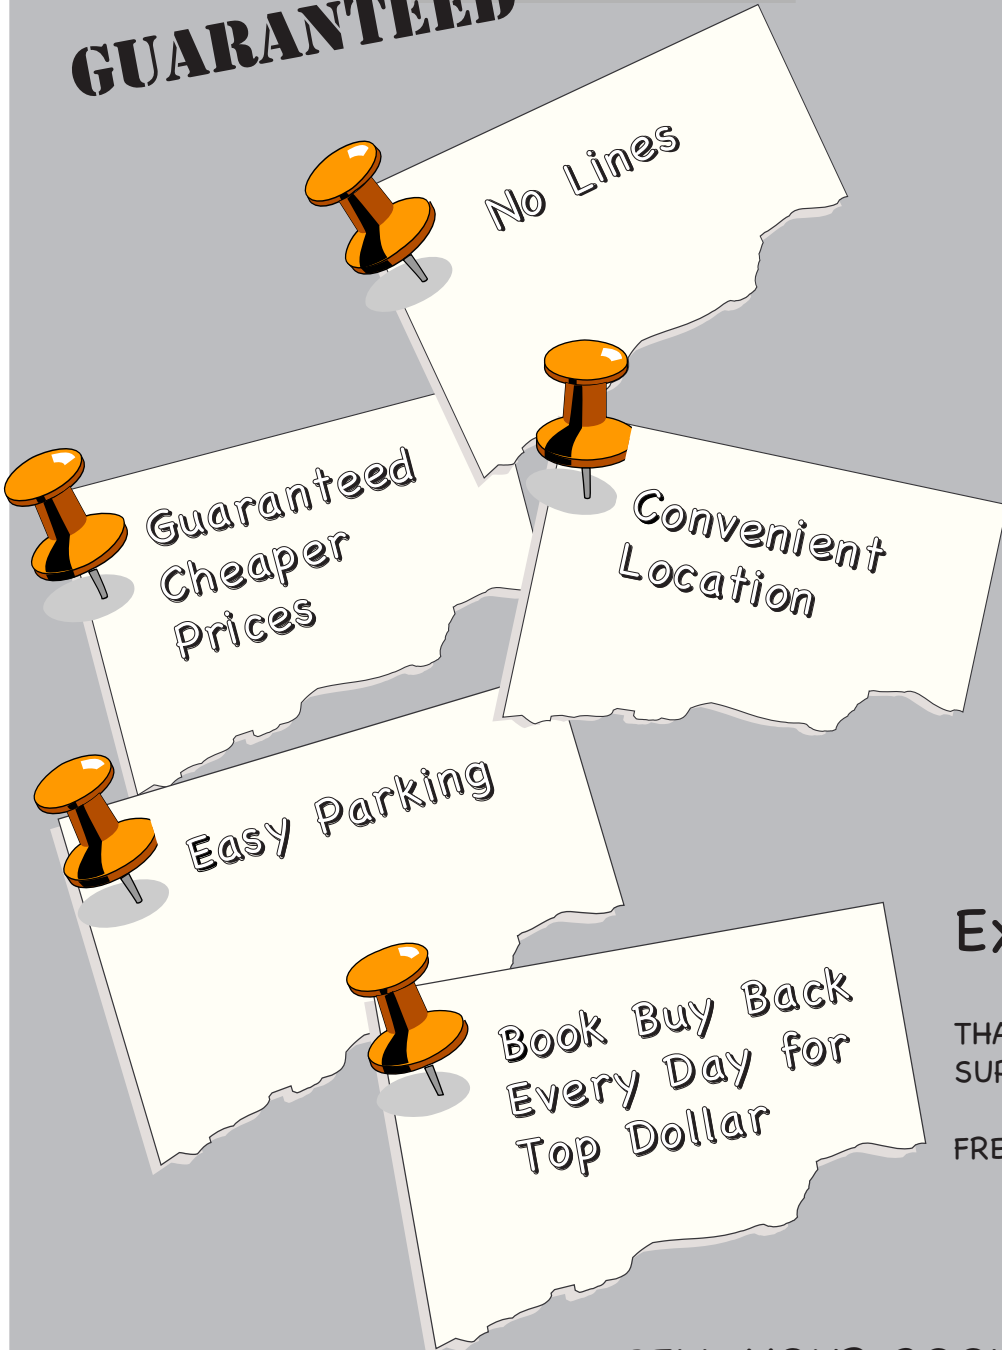 GUARANTEED
No Lines
Guaranteed
Cheaper
Prices
Convenient
Location
Easy Parking
Book Buy Back
Every Day for
Top Dollar